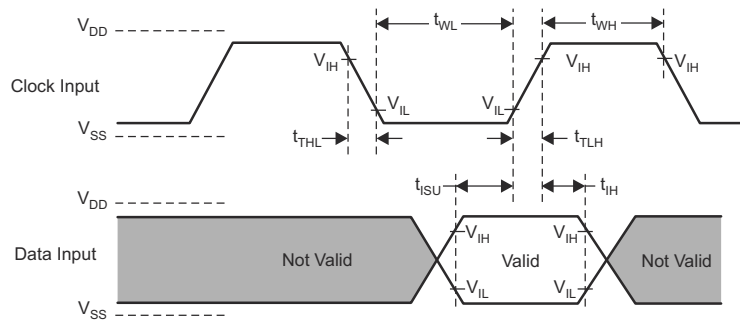 t_WL
t_WH
V_DD
V_IH
V_IH
V_IH
Clock Input
V_IL
V_IL
V_SS
t_THL
t_TLH
t_ISU
t_IH
V_DD
V_IH
V_IH
Data Input
Not Valid
Valid
Not Valid
V_IL
V_IL
V_SS